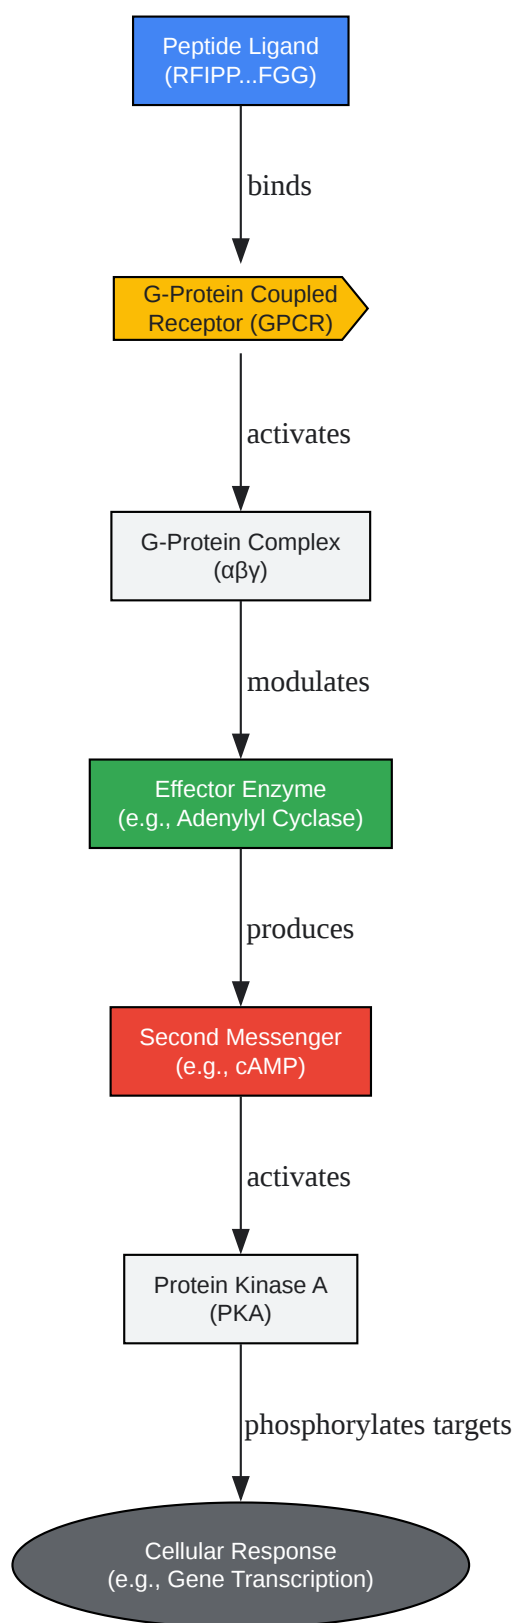 Peptide Ligand
(RFIPP...FGG)
binds
G-Protein Coupled
Receptor (GPCR)
activates
G-Protein Complex
(αβγ)
modulates
Effector Enzyme
(e.g., Adenylyl Cyclase)
produces
Second Messenger
(e.g., cAMP)
activates
Protein Kinase A
(PKA)
phosphorylates targets
Cellular Response
(e.g., Gene Transcription)